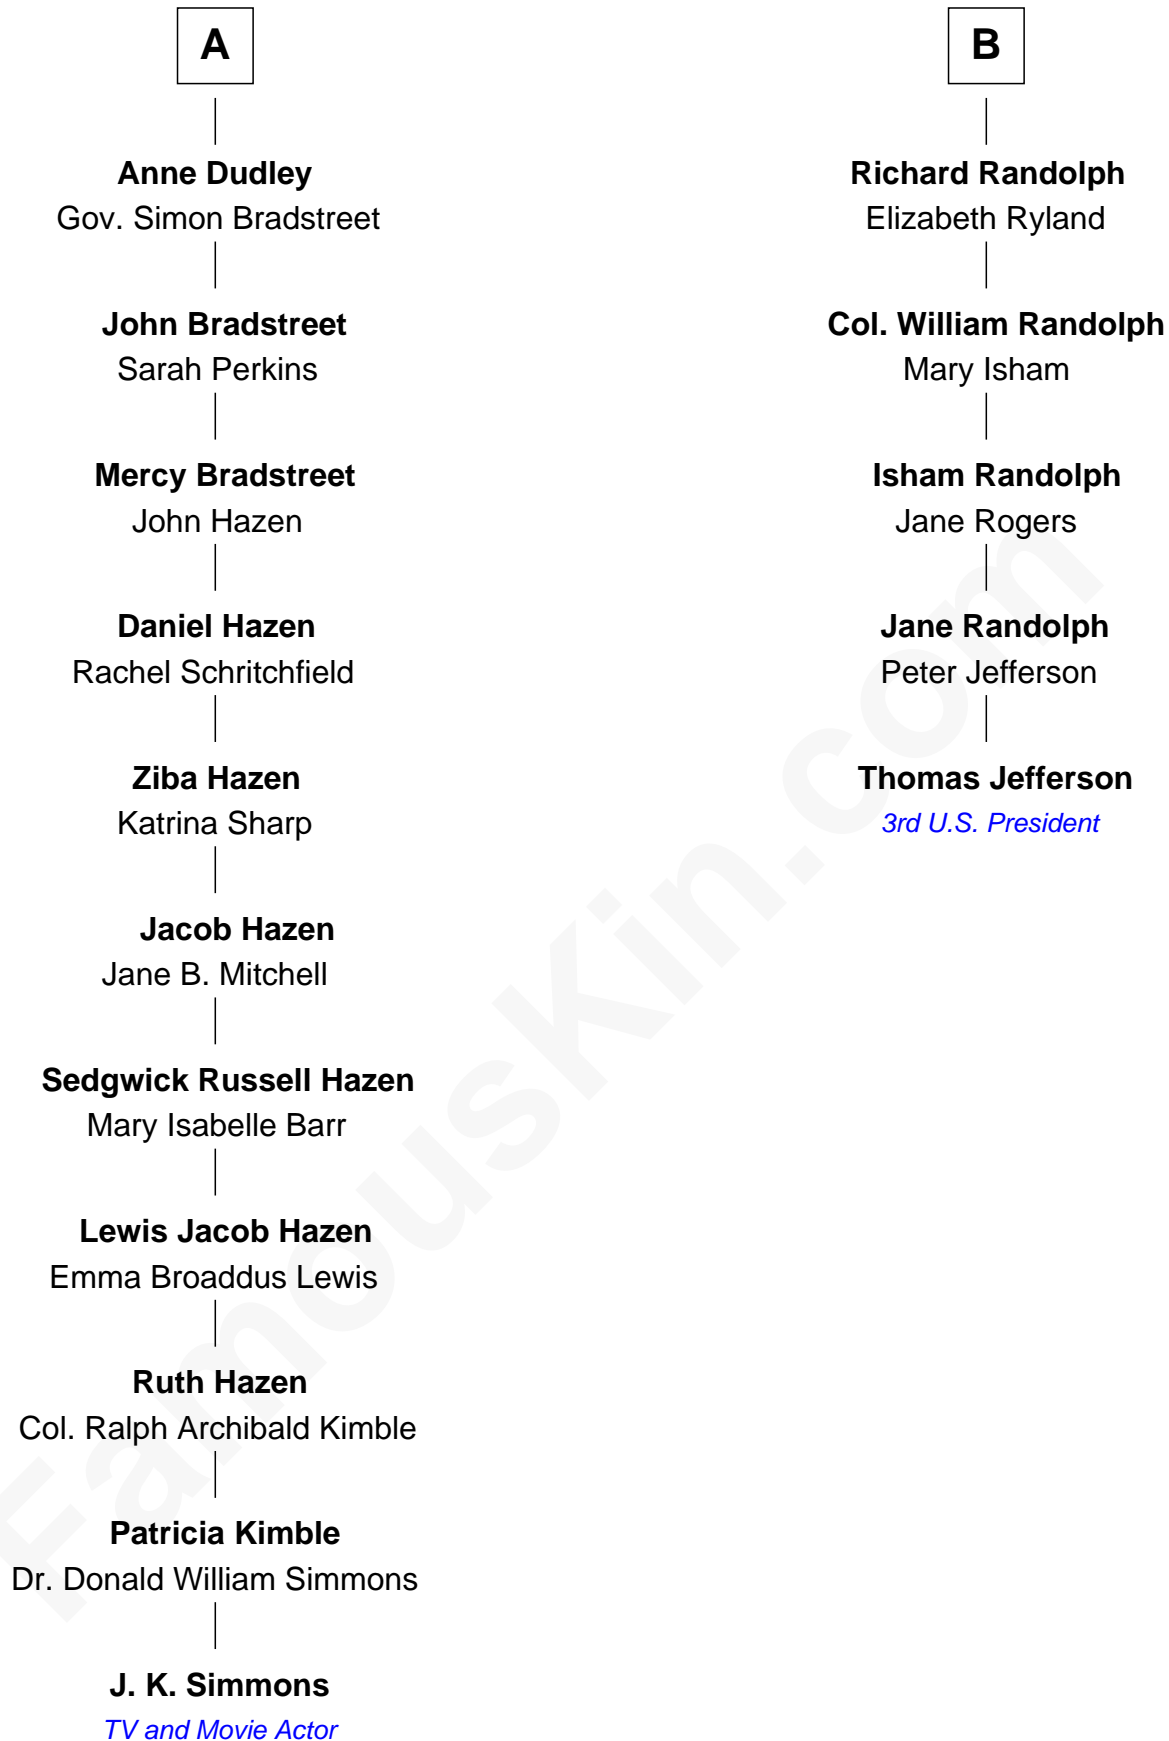 A
Anne Dudley
Gov. Simon Bradstreet
John Bradstreet
Sarah Perkins
Mercy Bradstreet
John Hazen
Daniel Hazen
Rachel Schritchfield
Ziba Hazen
Katrina Sharp
Jacob Hazen
Jane B. Mitchell
Sedgwick Russell Hazen
Mary Isabelle Barr
Lewis Jacob Hazen
Emma Broaddus Lewis
Ruth Hazen
Col. Ralph Archibald Kimble
Patricia Kimble
Dr. Donald William Simmons
J. K. Simmons
TV and Movie Actor
B
Richard Randolph
Elizabeth Ryland
Col. William Randolph
Mary Isham
Isham Randolph
Jane Rogers
Jane Randolph
Peter Jefferson
Thomas Jefferson
3rd U.S. President
FamousKin.com